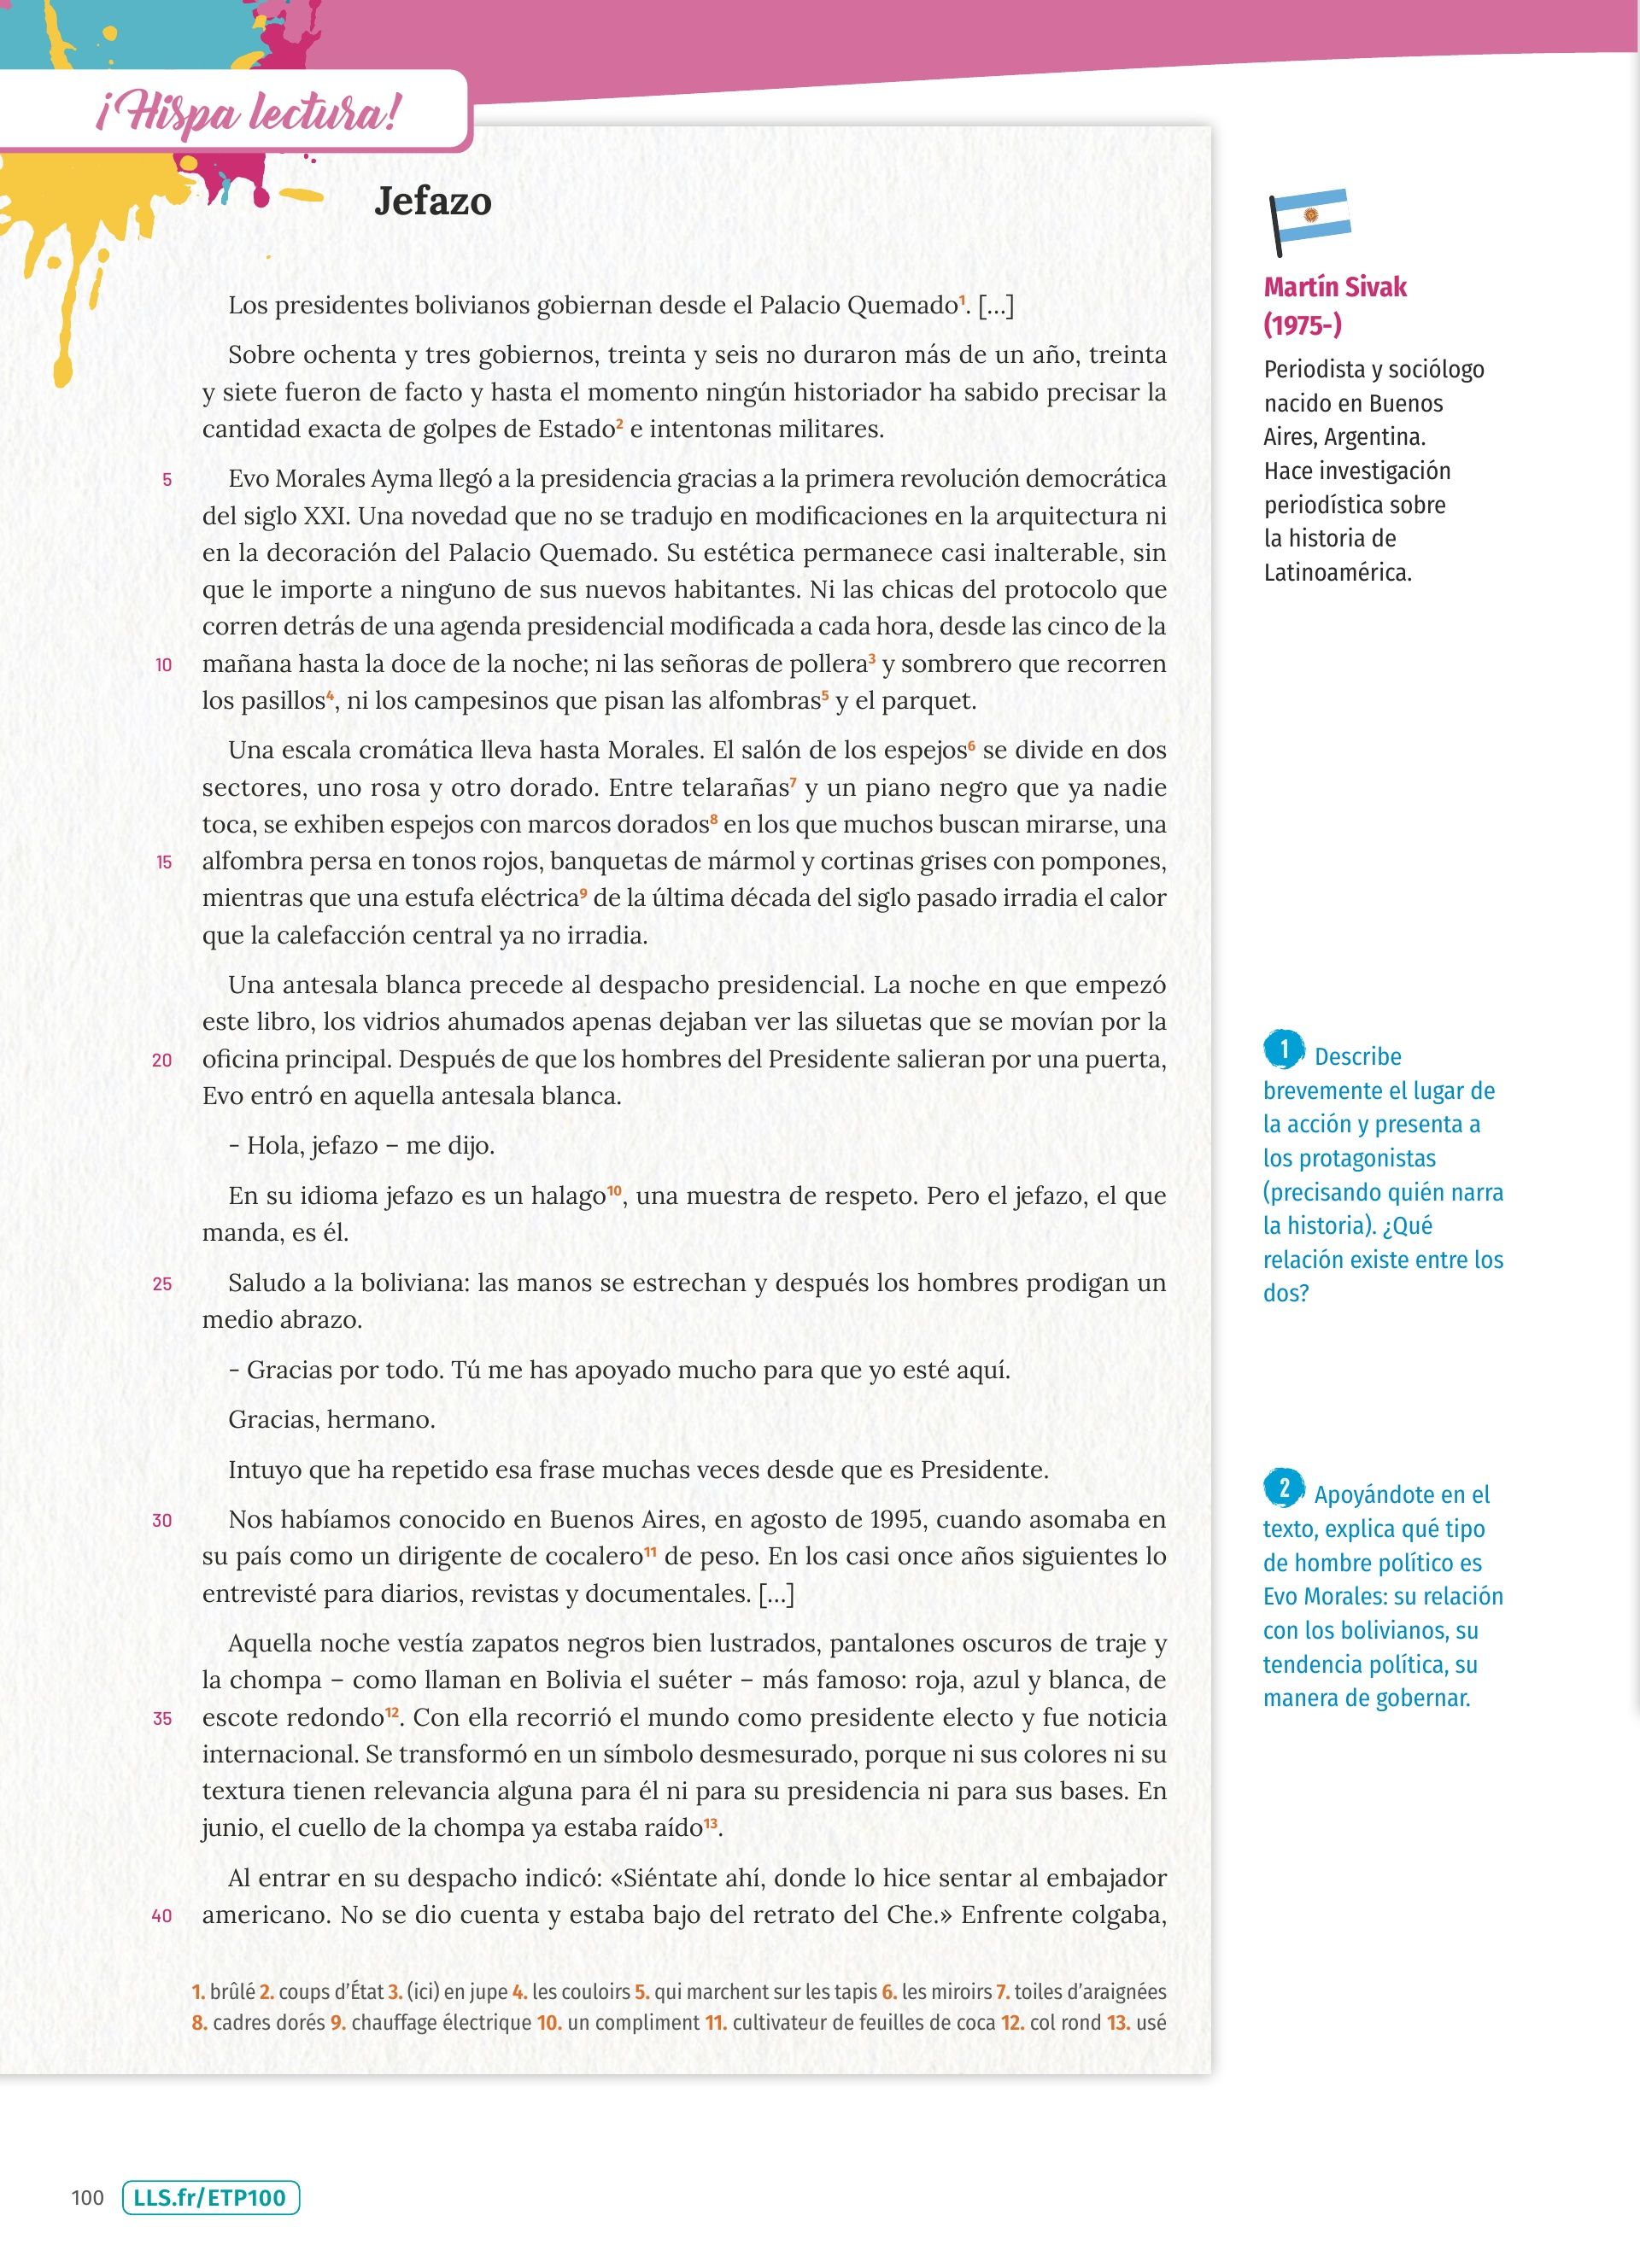 ¡Hispa lectura!
Jefazo
Los presidentes bolivianos gobiernan desde el Palacio Quemado1. [...]
Sobre ochenta y tres gobiernos, treinta y seis no duraron más de un año, treinta
y siete fueron de facto y hasta el momento ningún historiador ha sabido precisar la
cantidad exacta de golpes de Estado2 e intentonas militares.
5 Evo Morales Ayma llegó a la presidencia gracias a la primera revolución democrática
del siglo XXI. Una novedad que no se tradujo en modificaciones en la arquitectura ni
en la decoración del Palacio Quemado. Su estética permanece casi inalterable, sin
que le importe a ninguno de sus nuevos habitantes. Ni las chicas del protocolo que
corren detrás de una agenda presidencial modificada a cada hora, desde las cinco de la
10 mañana hasta la doce de la noche; ni las señoras de pollera3 y sombrero que recorren
los pasillos4, ni los campesinos que pisan las alfombras5 y el parquet.
Una escala cromática lleva hasta Morales. El salón de los espejos6 se divide en dos
sectores, uno rosa y otro dorado. Entre telarañas7 y un piano negro que ya nadie
toca, se exhiben espejos con marcos dorados8 en los que muchos buscan mirarse, una
15 alfombra persa en tonos rojos, banquetas de mármol y cortinas grises con pompones,
mientras que una estufa eléctrica9 de la última década del siglo pasado irradia el calor
que la calefacción central ya no irradia.
Una antesala blanca precede al despacho presidencial. La noche en que empezó
este libro, los vidrios ahumados apenas dejaban ver las siluetas que se movían por la
20 oficina principal. Después de que los hombres del Presidente salieran por una puerta,
Evo entró en aquella antesala blanca.
- Hola, jefazo – me dijo.
En su idioma jefazo es un halago10, una muestra de respeto. Pero el jefazo, el que
manda, es él.
25 Saludo a la boliviana: las manos se estrechan y después los hombres prodigan un
medio abrazo.
- Gracias por todo. Tú me has apoyado mucho para que yo esté aquí.
Gracias, hermano.
Intuyo que ha repetido esa frase muchas veces desde que es Presidente.
30 Nos habíamos conocido en Buenos Aires, en agosto de 1995, cuando asomaba en
su país como un dirigente de cocalero11 de peso. En los casi once años siguientes lo
entrevisté para diarios, revistas y documentales. [...]
Aquella noche vestía zapatos negros bien lustrados, pantalones oscuros de traje y
la chompa – como llaman en Bolivia el suéter – más famoso: roja, azul y blanca, de
35 escote redondo12. Con ella recorrió el mundo como presidente electo y fue noticia
internacional. Se transformó en un símbolo desmesurado, porque ni sus colores ni su
textura tienen relevancia alguna para él ni para su presidencia ni para sus bases. En
junio, el cuello de la chompa ya estaba raído13.
Al entrar en su despacho indicó: «Siéntate ahí, donde lo hice sentar al embajador
40 americano. No se dio cuenta y estaba bajo del retrato del Che.» Enfrente colgaba,
1. brûlé 2. coups d'État 3. (ici) en jupe 4. les couloirs 5. qui marchent sur les tapis 6. les miroirs 7. toiles d'araignées
8. cadres dorés 9. chauffage électrique 10. un compliment 11. cultivateur de feuilles de coca 12. col rond 13. usé
Martín Sivak
(1975-)
Periodista y sociólogo
nacido en Buenos
Aires, Argentina.
Hace investigación
periodística sobre
la historia de
Latinoamérica.
1 Describe
brevemente el lugar de
la acción y presenta a
los protagonistas
(precisando quién narra
la historia). ¿Qué
relación existe entre los
dos?
2 Apoyándote en el
texto, explica qué tipo
de hombre político es
Evo Morales: su relación
con los bolivianos, su
tendencia política, su
manera de gobernar.
100 LLS.fr/ETP100